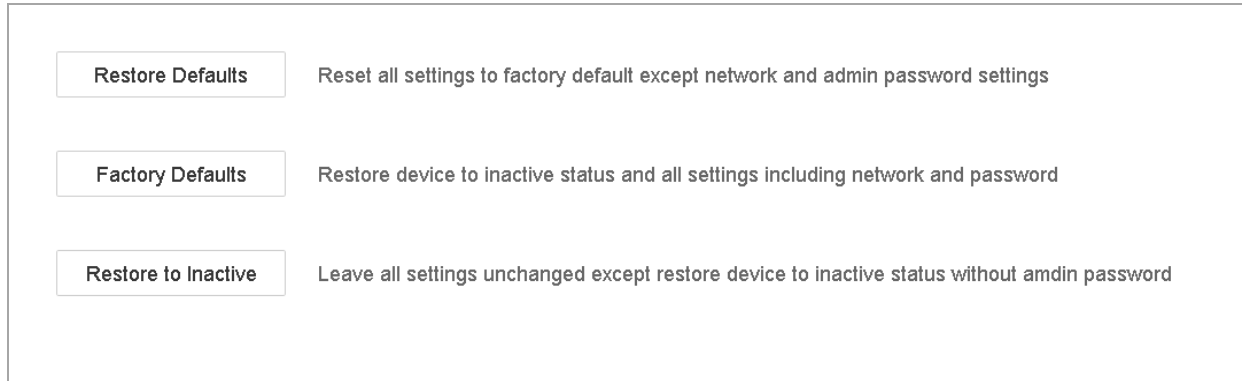 Restore Defaults Reset all settings to factory default except network and admin password settings
Factory Defaults Restore device to inactive status and all settings including network and password
Restore to Inactive Leave all settings unchanged except restore device to inactive status without amdin password